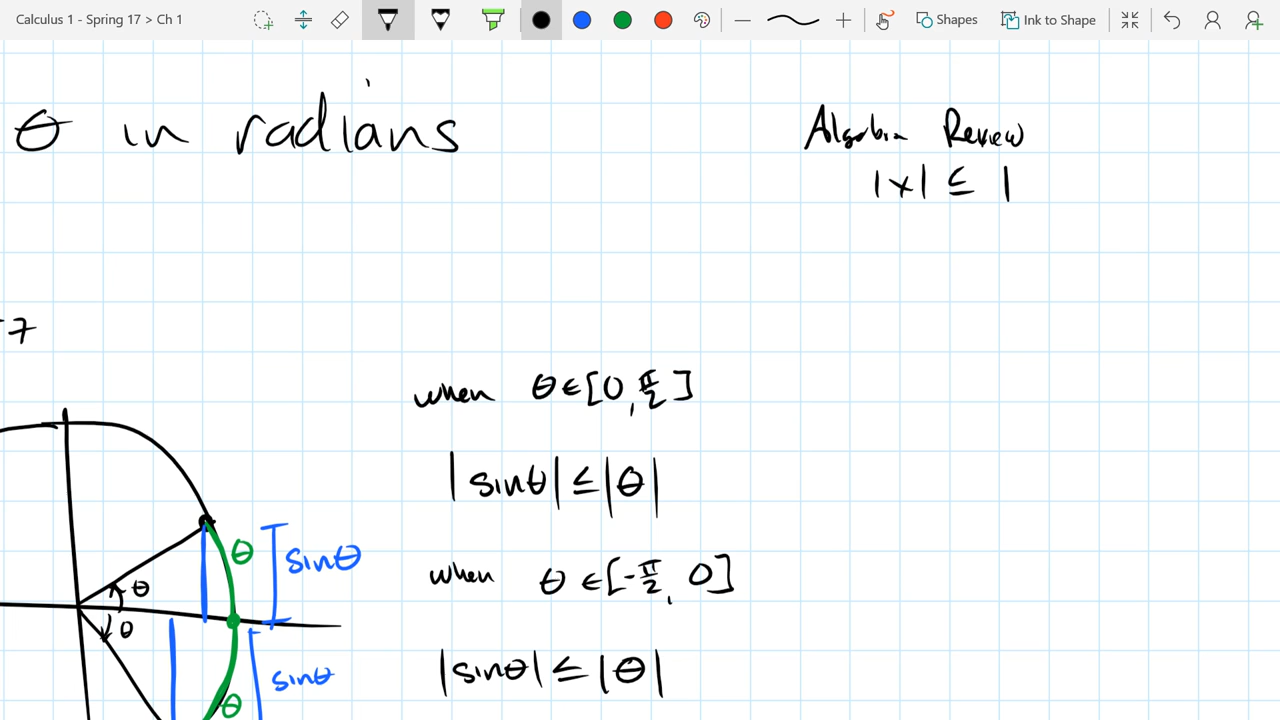 Calculus 1 - Spring 17 > Ch 1
Shapes
Ink to Shape
θ in radians
Algebra Review
|x| ≤ 1
7
when θ∈[0, π/2]
|sinθ| ≤ |θ|
θ
sinθ
θ
when θ ∈[-π/2, 0]
θ
sinθ
|sinθ| ≤ |θ|
θ